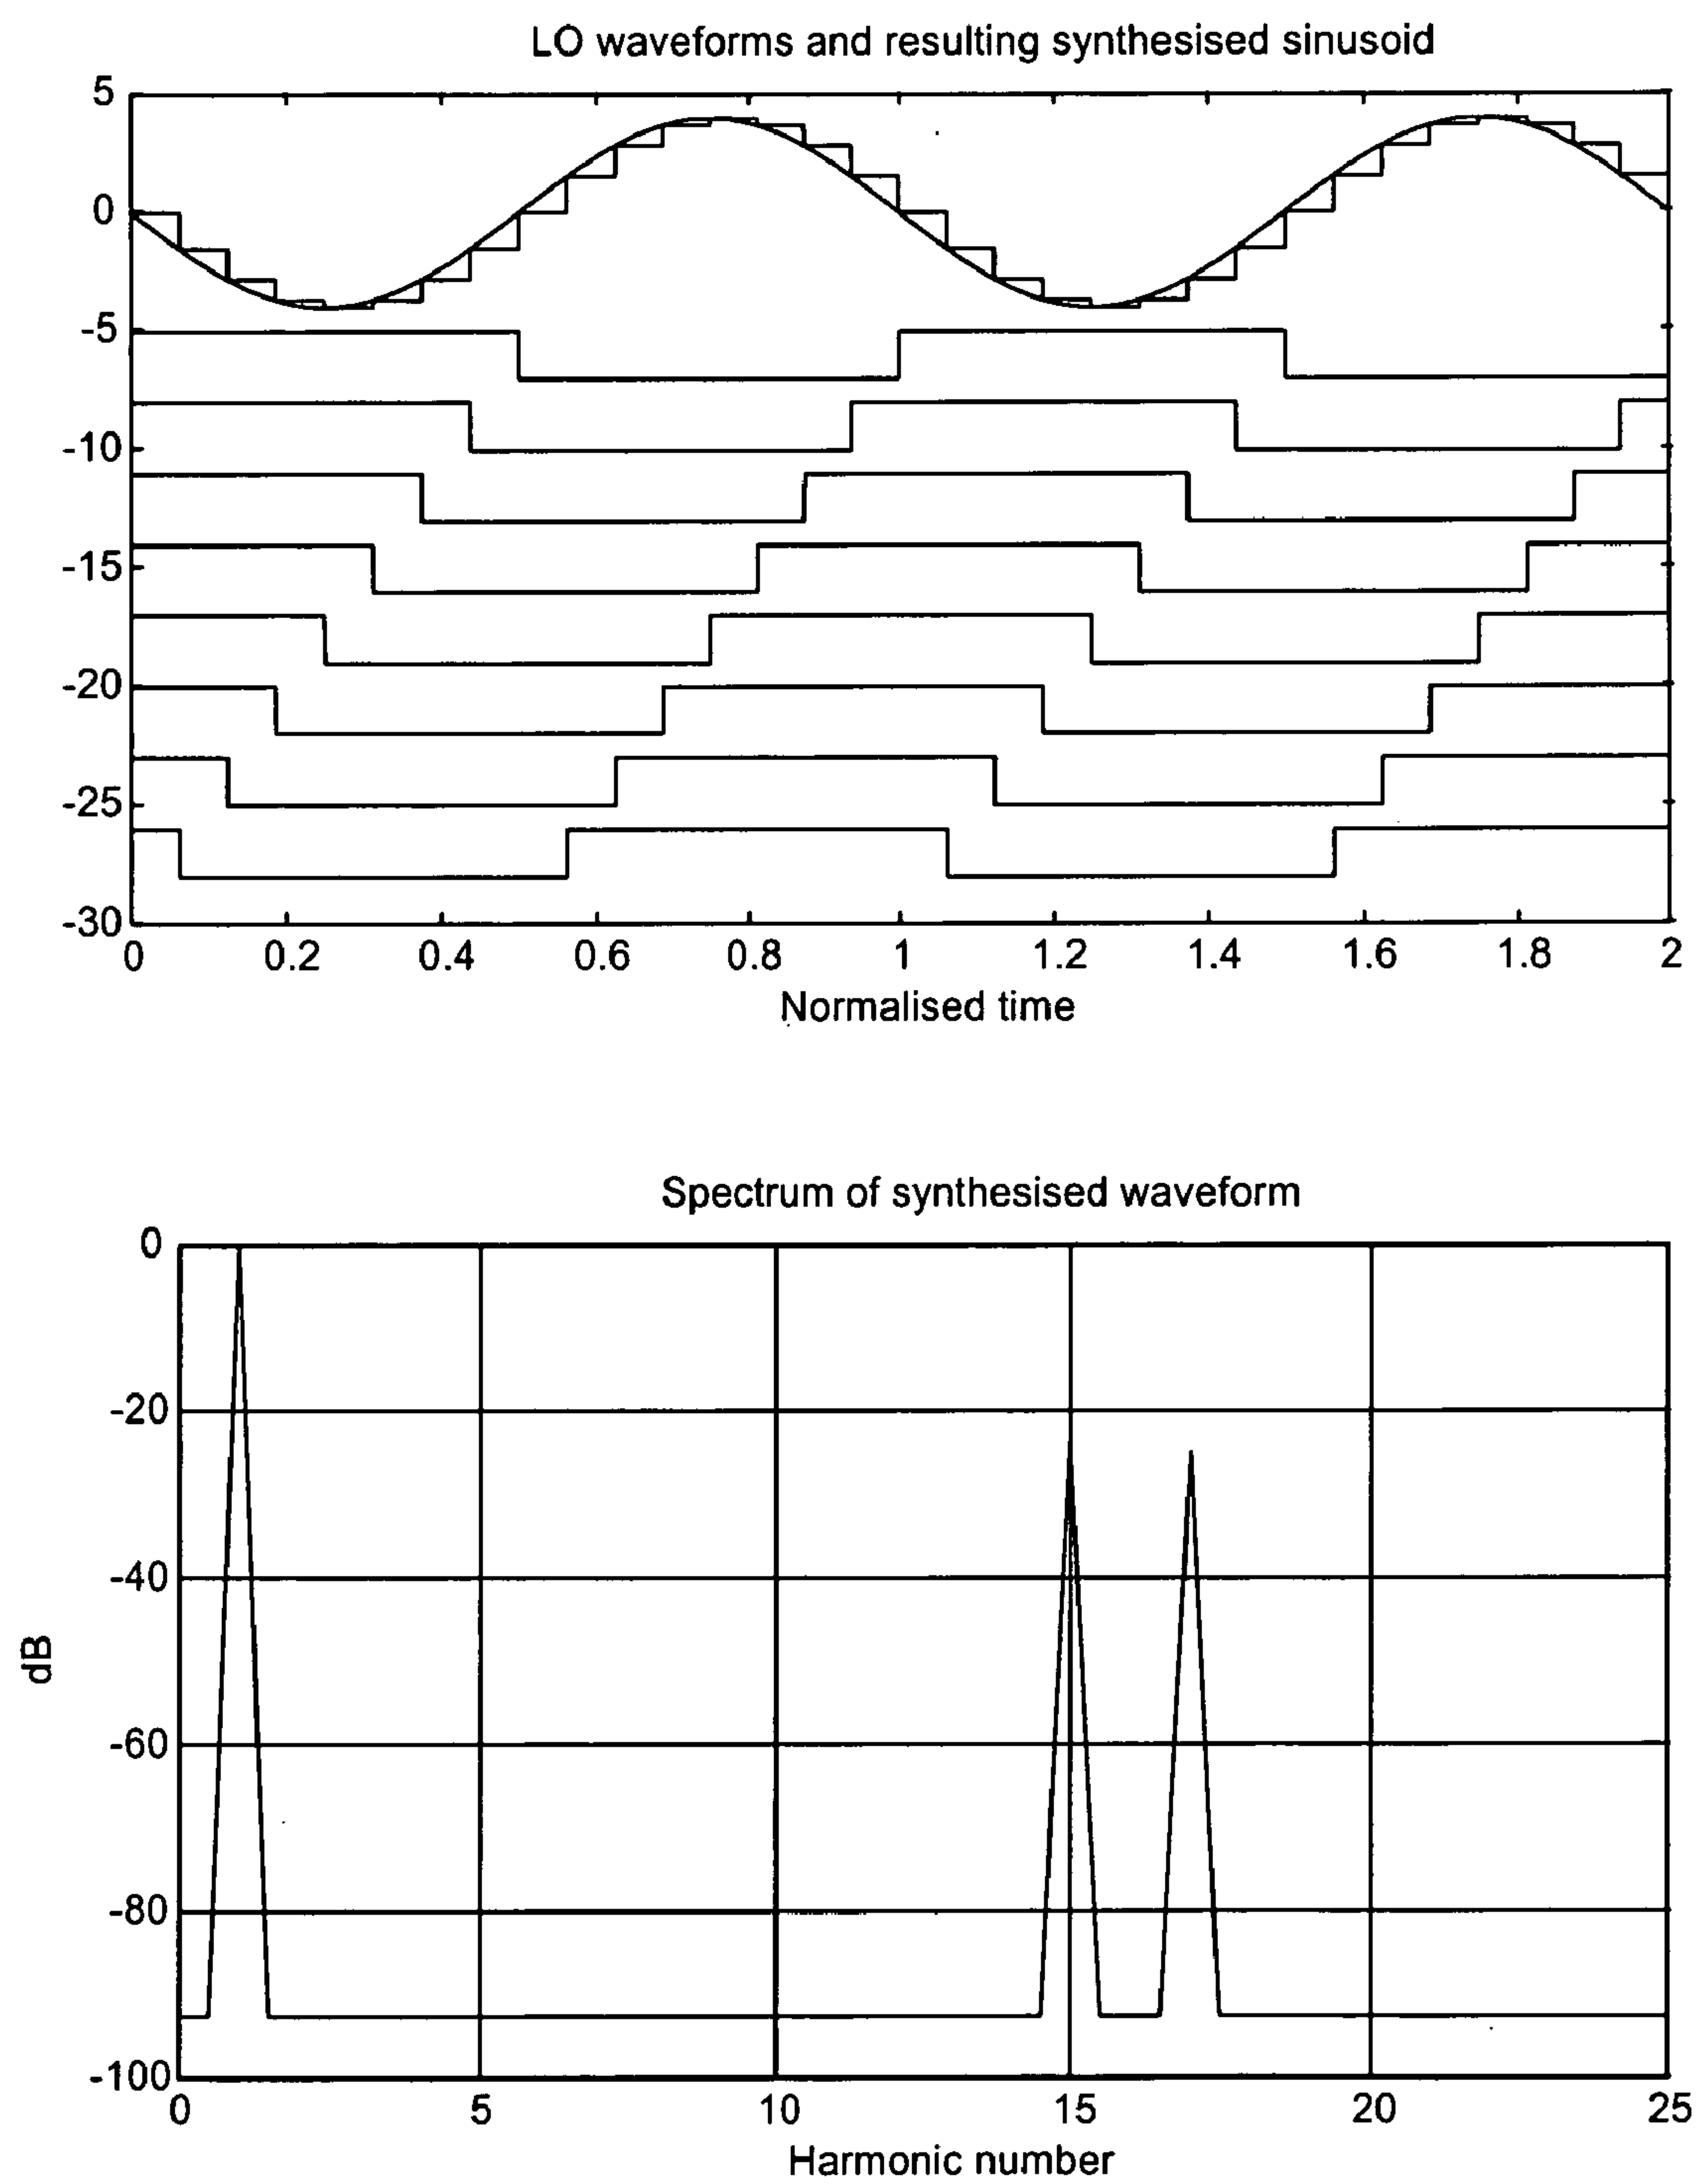 LO waveforms and resulting synthesised sinusoid
5
0
-5
-10
-15
-20
-25
-30
0 0.2 0.4 0.6 0.8 1 1.2 1.4 1.6 1.8 2
Normalised time
Spectrum of synthesised waveform
0
-20
-40
-60
-80
-100
dB
0 5 10 15 20 25
Harmonic number